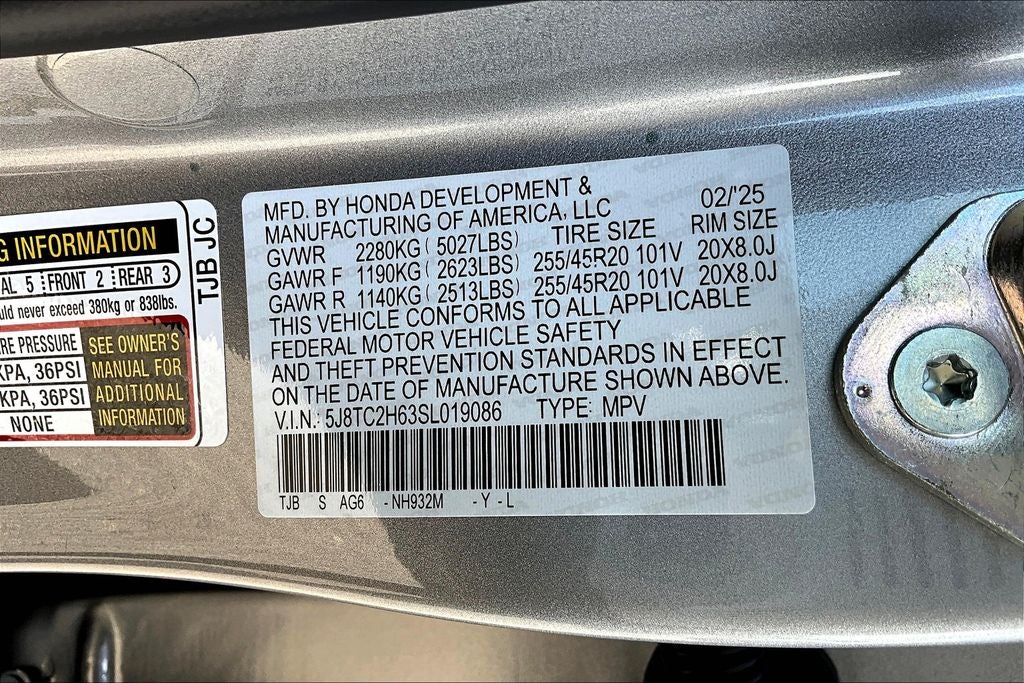 G INFORMATION
AL 5 FRONT 2 REAR 3
uld never exceed 380kg or 838lbs.
RE PRESSURE
KPA, 36PSI
KPA, 36PSI
NONE
SEE OWNER'S
MANUAL FOR
ADDITIONAL
INFORMATION
TJB JC
MFD. BY HONDA DEVELOPMENT &
MANUFACTURING OF AMERICA, LLC 02/'25
GVWR 2280KG ( 5027LBS) TIRE SIZE RIM SIZE
GAWR F 1190KG ( 2623LBS) 255/45R20 101V 20X8.0J
GAWR R 1140KG ( 2513LBS) 255/45R20 101V 20X8.0J
THIS VEHICLE CONFORMS TO ALL APPLICABLE
FEDERAL MOTOR VEHICLE SAFETY
AND THEFT PREVENTION STANDARDS IN EFFECT
ON THE DATE OF MANUFACTURE SHOWN ABOVE.
V.I.N.: 5J8TC2H63SL019086 TYPE: MPV
TJB S AG6 - NH932M - Y - L